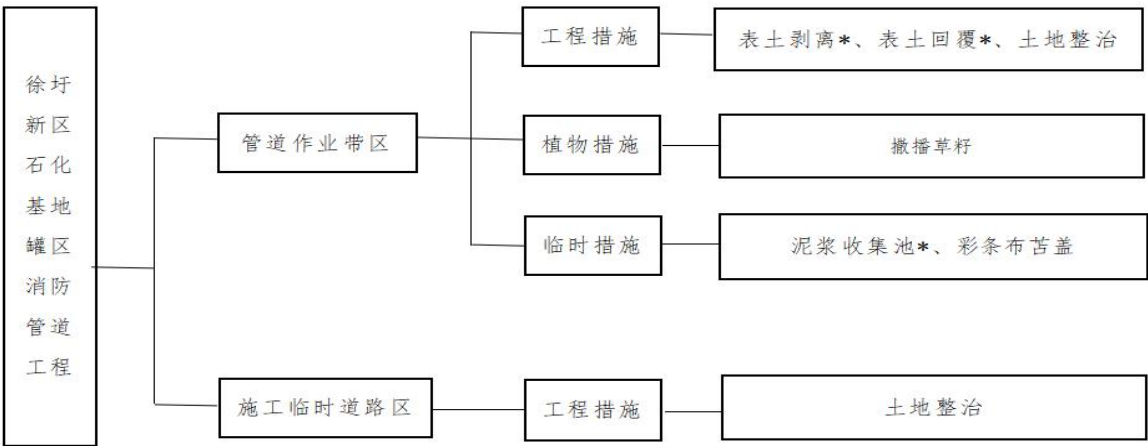 徐圩
新区
石化
基地
罐区
消防
管道
工程
管道作业带区
工程措施
表土剥离*、表土回覆*、土地整治
植物措施
撒播草籽
临时措施
泥浆收集池*、彩条布苫盖
施工临时道路区
工程措施
土地整治